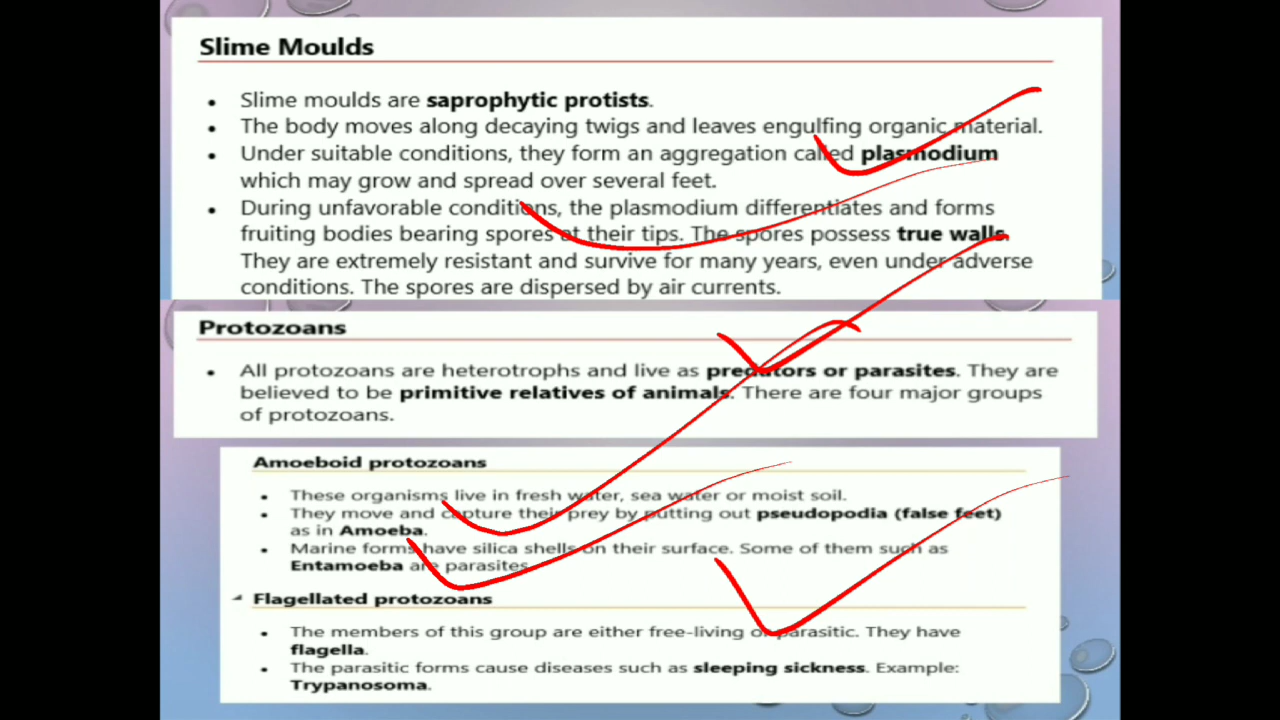 Slime Moulds
• Slime moulds are saprophytic protists.
• The body moves along decaying twigs and leaves engulfing organic material.
• Under suitable conditions, they form an aggregation called plasmodium
which may grow and spread over several feet.
• During unfavorable conditions, the plasmodium differentiates and forms
fruiting bodies bearing spores at their tips. The spores possess true walls.
They are extremely resistant and survive for many years, even under adverse
conditions. The spores are dispersed by air currents.
Protozoans
• All protozoans are heterotrophs and live as predators or parasites. They are
believed to be primitive relatives of animals. There are four major groups
of protozoans.
Amoeboid protozoans
• These organisms live in fresh water, sea water or moist soil.
• They move and capture their prey by putting out pseudopodia (false feet)
as in Amoeba.
• Marine forms have silica shells on their surface. Some of them such as
Entamoeba are parasites.
Flagellated protozoans
• The members of this group are either free-living or parasitic. They have
flagella.
• The parasitic forms cause diseases such as sleeping sickness. Example:
Trypanosoma.